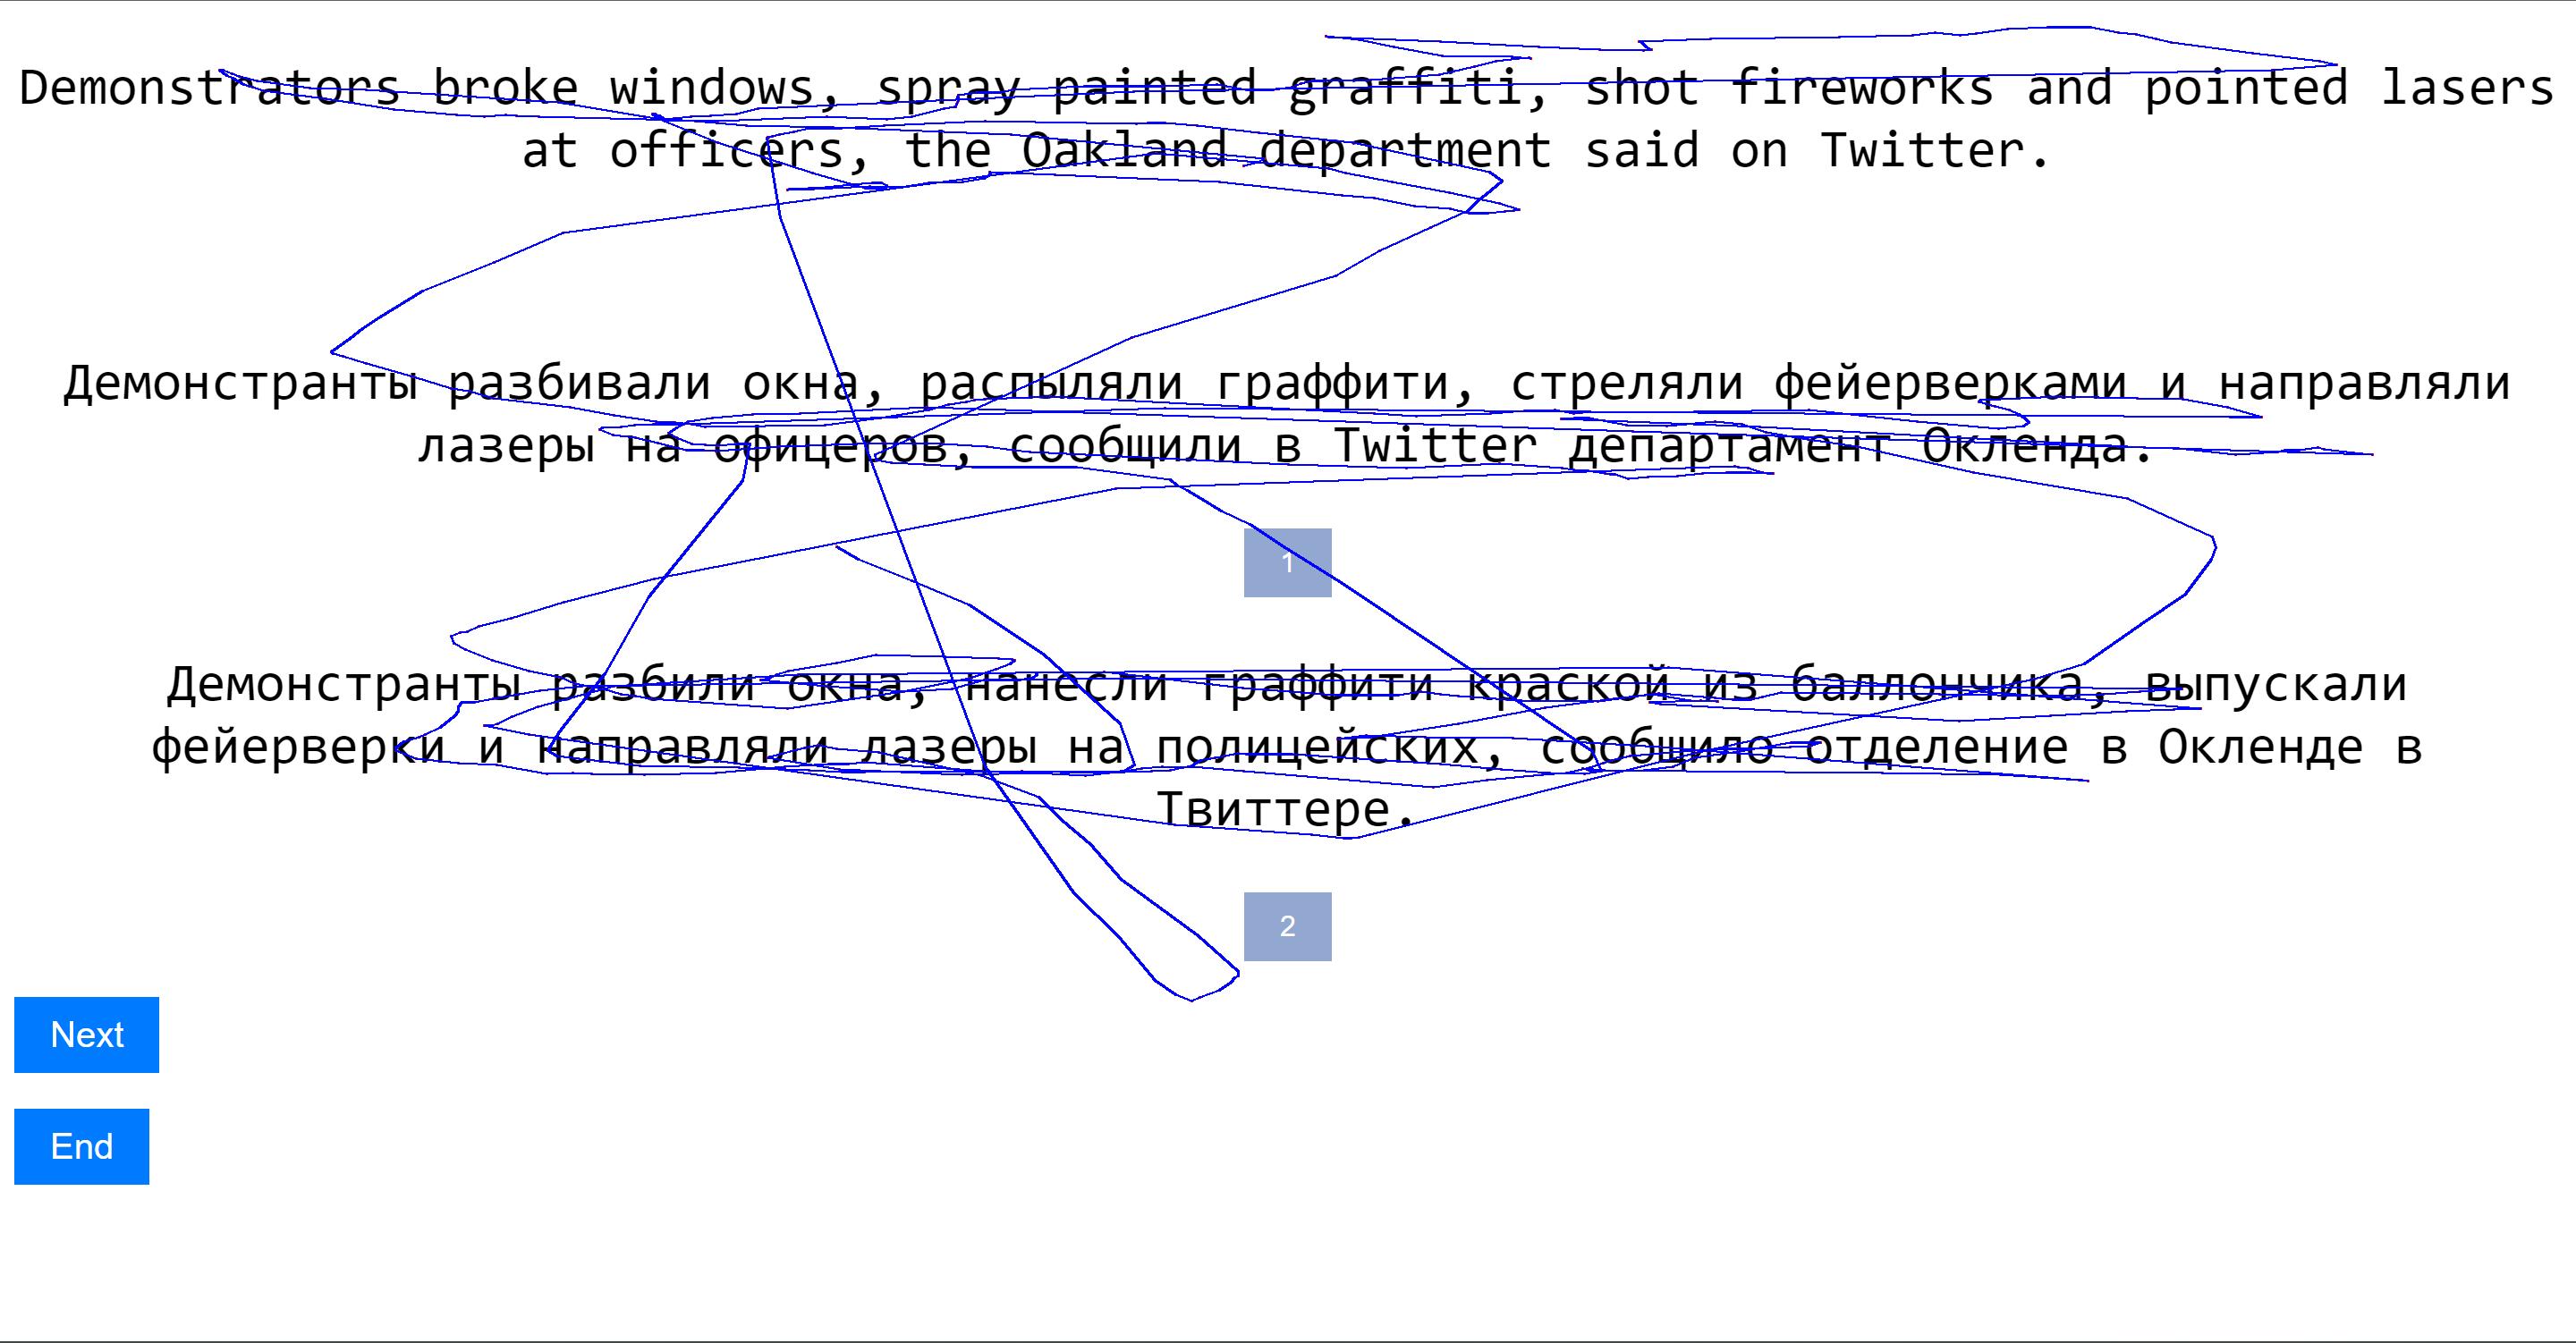 Demonstrators broke windows, spray painted graffiti, shot fireworks and pointed lasers
at officers, the Oakland department said on Twitter.
Демонстранты разбивали окна, распыляли граффити, стреляли фейерверками и направляли
лазеры на офицеров, сообщили в Twitter департамент Окленда.
1
Демонстранты разбили окна, нанесли граффити краской из баллончика, выпускали
фейерверки и направляли лазеры на полицейских, сообщило отделение в Окленде в
Твиттере.
2
Next
End